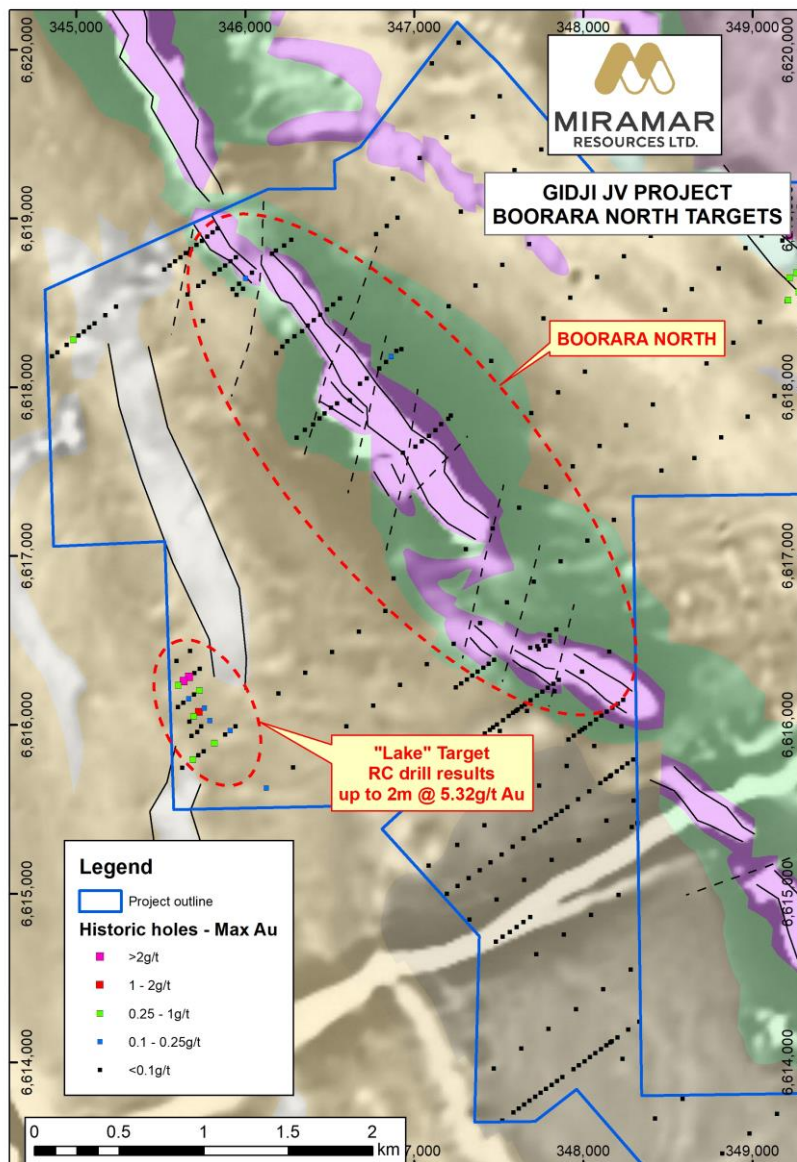 345,000
346,000
347,000
348,000
349,000
6,620,000
6,620,000
MIRAMAR
RESOURCES LTD.
GIDJI JV PROJECT
BOORARA NORTH TARGETS
6,619,000
BOORARA NORTH
6,618,000
6,618,000
6,617,000
6,617,000
6,616,000
6,616,000
"Lake" Target
RC drill results
up to 2m @ 5.32g/t Au
Legend
Project outline
Historic holes - Max Au
>2g/t
1 - 2g/t
0.25 - 1g/t
0.1 - 0.25g/t
<0.1g/t
6,615,000
6,615,000
6,614,000
6,614,000
0
0.5
1
1.5
2
km
348,000
349,000